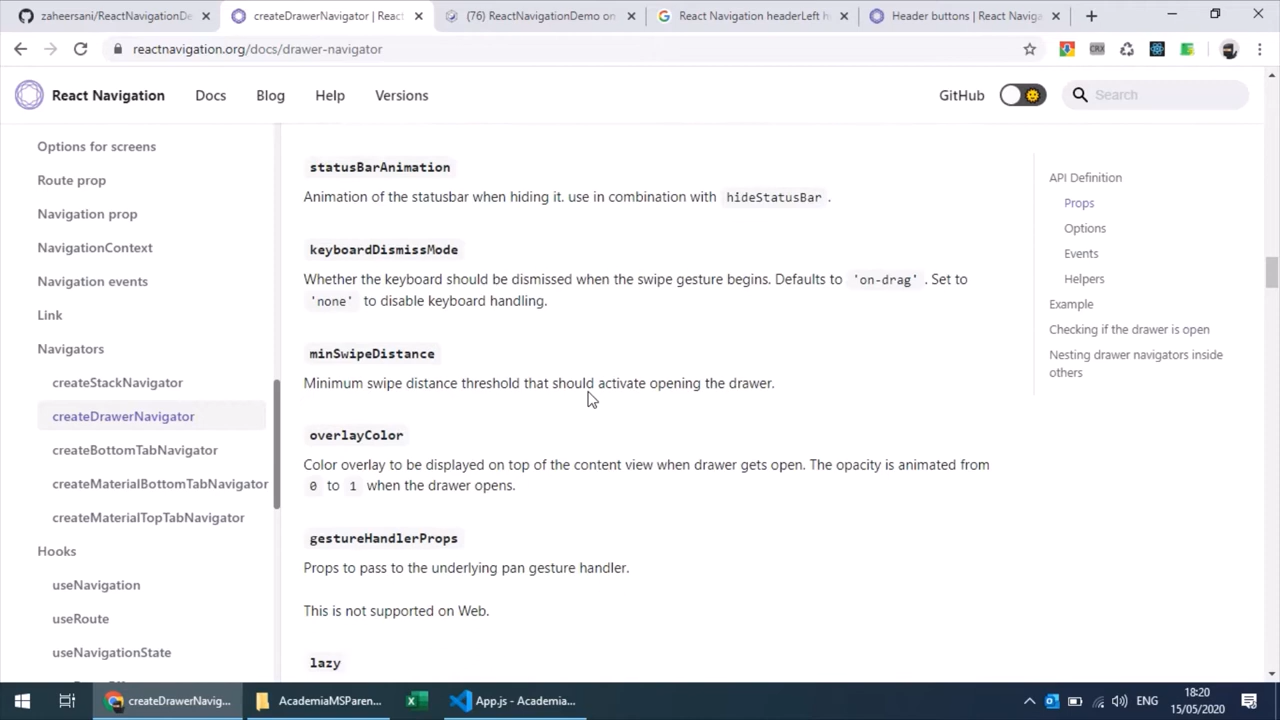 zaheersani/ReactNavigationDe
createDrawerNavigator | React
(76) ReactNavigationDemo on
React Navigation headerLeft h
Header buttons | React Naviga
reactnavigation.org/docs/drawer-navigator
CRX
React Navigation
Docs
Blog
Help
Versions
GitHub
Search
Options for screens
Route prop
Navigation prop
NavigationContext
Navigation events
Link
Navigators
createStackNavigator
createDrawerNavigator
createBottomTabNavigator
createMaterialBottomTabNavigator
createMaterialTopTabNavigator
Hooks
useNavigation
useRoute
useNavigationState
statusBarAnimation
Animation of the statusbar when hiding it. use in combination with hideStatusBar .
keyboardDismissMode
Whether the keyboard should be dismissed when the swipe gesture begins. Defaults to 'on-drag' . Set to
'none' to disable keyboard handling.
minSwipeDistance
Minimum swipe distance threshold that should activate opening the drawer.
overlayColor
Color overlay to be displayed on top of the content view when drawer gets open. The opacity is animated from
0 to 1 when the drawer opens.
gestureHandlerProps
Props to pass to the underlying pan gesture handler.
This is not supported on Web.
lazy
API Definition
Props
Options
Events
Helpers
Example
Checking if the drawer is open
Nesting drawer navigators inside
others
createDrawerNavig...
AcademiaMSParen...
App.js - Academia...
ENG
18:20
15/05/2020